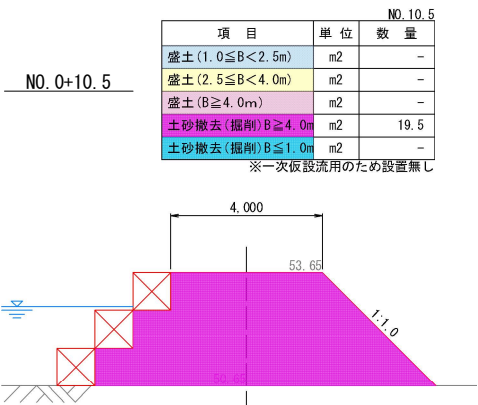 NO.10.5
NO.0+10.5
項 目 単 位 数 量
盛土(1.0≦B<2.5m) m2 -
盛土(2.5≦B<4.0m) m2 -
盛土(B≧4.0m) m2 -
土砂撤去(掘削)B≧4.0m m2 19.5
土砂撤去(掘削)B≦1.0m m2 -
※一次仮設流用のため設置無し
4,000
53.65
1:1.0
50.65